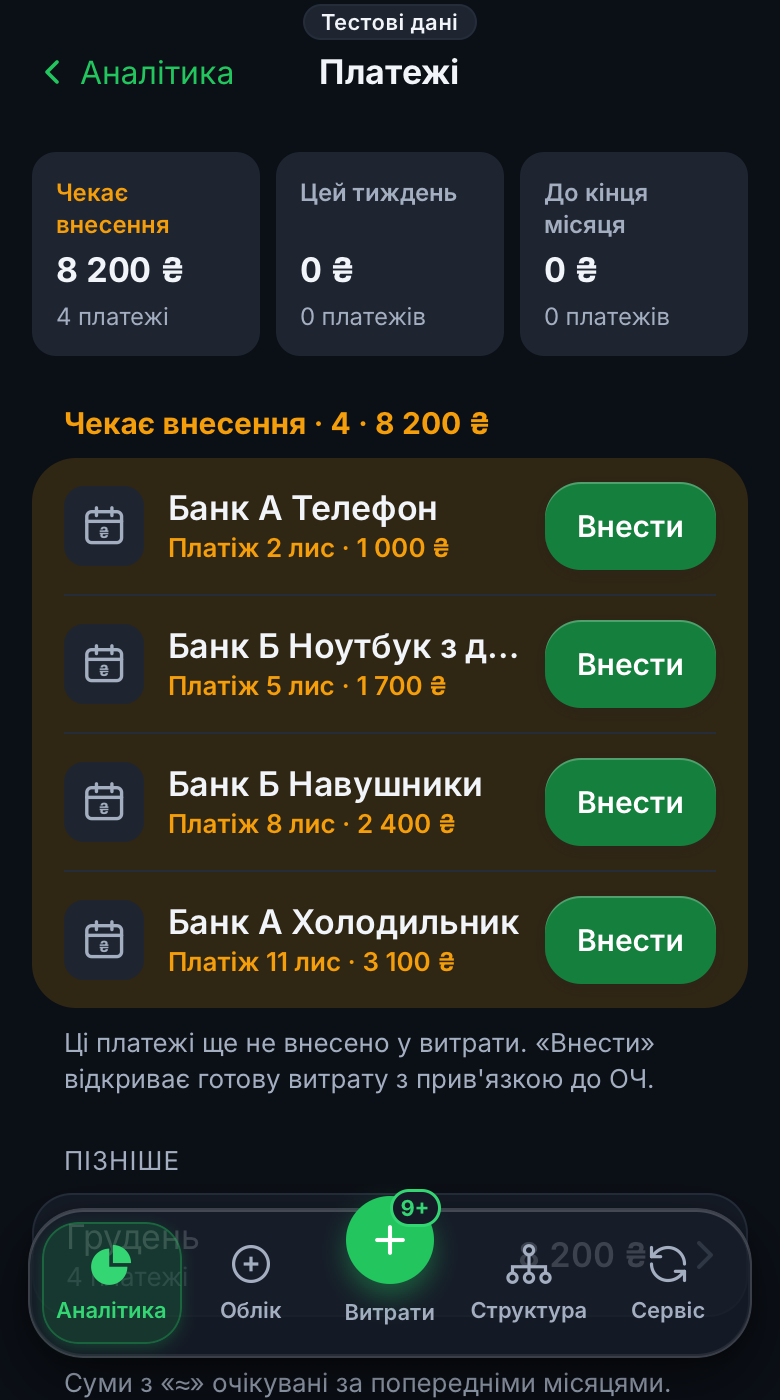 Тестові дані
Аналітика
Платежі
Чекає
внесення
8 200 ₴
4 платежі
Цей тиждень
0 ₴
0 платежів
До кінця
місяця
0 ₴
0 платежів
Чекає внесення · 4 · 8 200 ₴
Банк А Телефон
Платіж 2 лис · 1 000 ₴
Внести
Банк Б Ноутбук з д...
Платіж 5 лис · 1 700 ₴
Внести
Банк Б Навушники
Платіж 8 лис · 2 400 ₴
Внести
Банк А Холодильник
Платіж 11 лис · 3 100 ₴
Внести
Ці платежі ще не внесено у витрати. «Внести»
відкриває готову витрату з прив'язкою до ОЧ.
ПІЗНІШЕ
Грудень
8 200 ₴
4 платежі
9+
Аналітика
Облік
Витрати
Структура
Сервіс
Суми з «≈» очікувані за попередніми місяцями.